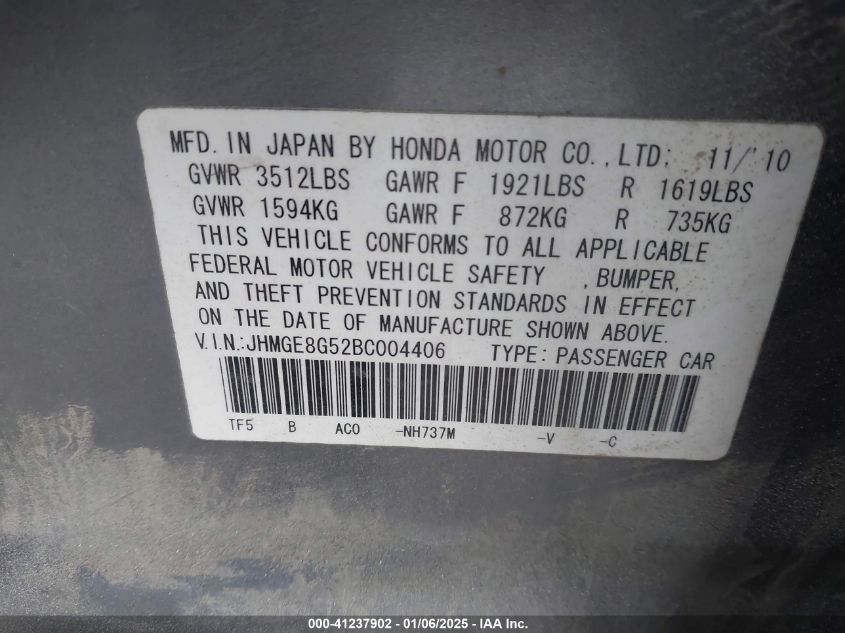 MFD. IN JAPAN BY HONDA MOTOR CO., LTD: 11/'10
GVWR 3512LBS GAWR F 1921LBS R 1619LBS
GVWR 1594KG GAWR F 872KG R 735KG
THIS VEHICLE CONFORMS TO ALL APPLICABLE
FEDERAL MOTOR VEHICLE SAFETY , BUMPER,
AND THEFT PREVENTION STANDARDS IN EFFECT
ON THE DATE OF MANUFACTURE SHOWN ABOVE.
V.I.N.:JHMGE8G52BC004406 TYPE: PASSENGER CAR
TF5 B AC0 -NH737M -V -C
000-41237902 - 01/06/2025 - IAA Inc.